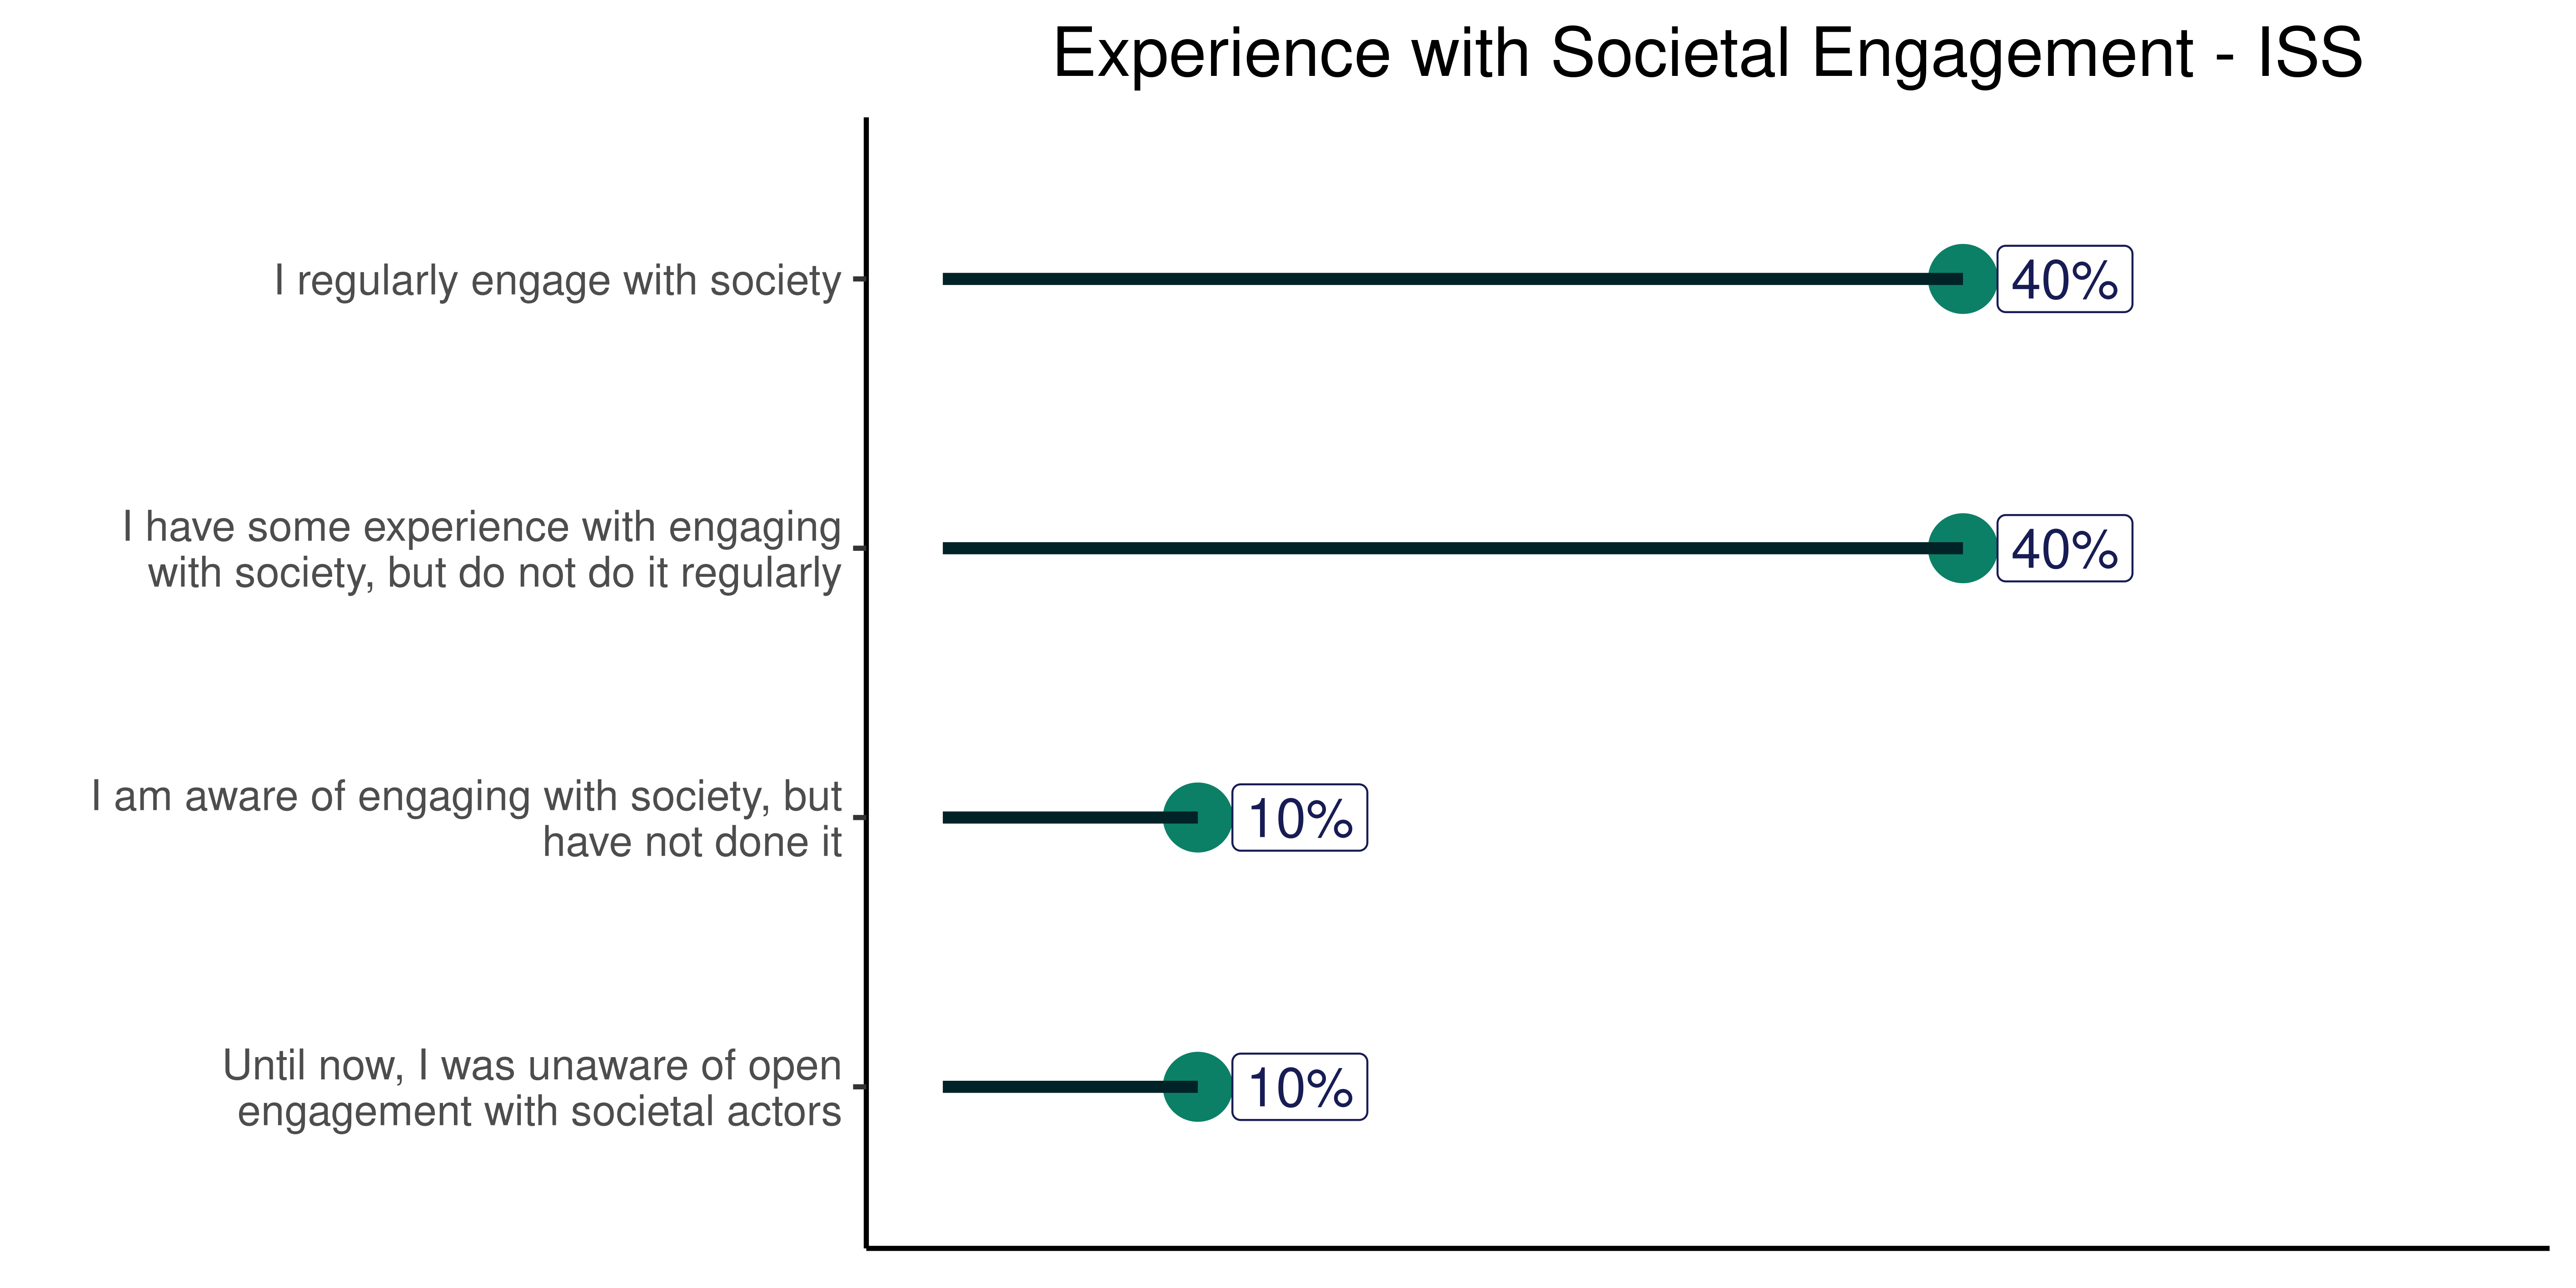 Experience with Societal Engagement - ISS
I regularly engage with society
40%
I have some experience with engaging
with society, but do not do it regularly
40%
I am aware of engaging with society, but
have not done it
10%
Until now, I was unaware of open
engagement with societal actors
10%